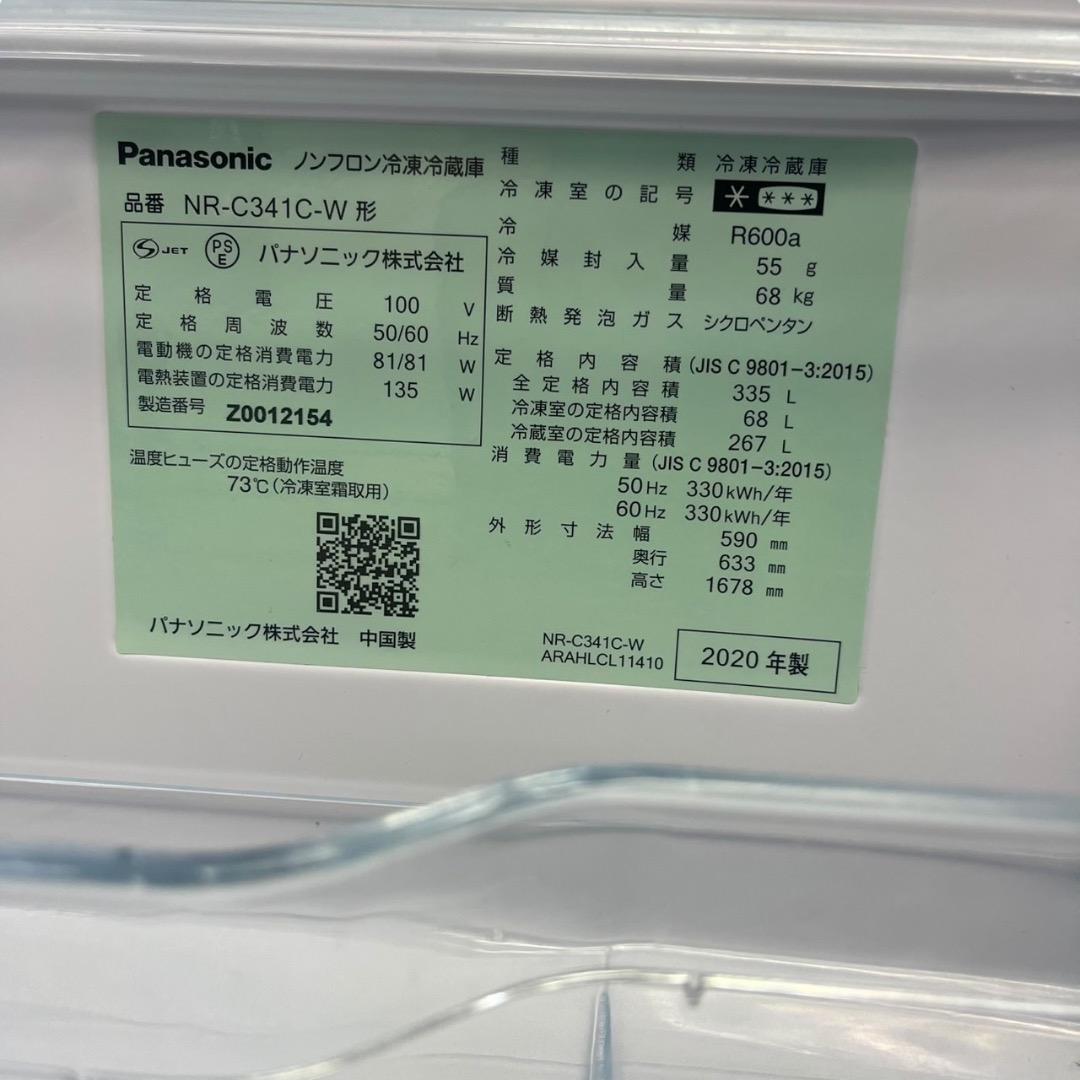 Panasonic ノンフロン冷凍冷蔵庫
品番 NR-C341C-W 形
JET PSE パナソニック株式会社
定格電圧 100 V
定格周波数 50/60 Hz
電動機の定格消費電力 81/81 W
電熱装置の定格消費電力 135 W
製造番号 Z0012154
温度ヒューズの定格動作温度
73℃(冷凍室霜取用)
パナソニック株式会社 中国製
種類 冷凍冷蔵庫
冷凍室の記号 * ***
冷媒 R600a
冷媒封入量 55 g
質量 68 kg
断熱発泡ガス シクロペンタン
定格内容積 (JIS C 9801-3:2015)
全定格内容積 335 L
冷凍室の定格内容積 68 L
冷蔵室の定格内容積 267 L
消費電力量 (JIS C 9801-3:2015)
50Hz 330kWh/年
60Hz 330kWh/年
外形寸法 幅 590 mm
奥行 633 mm
高さ 1678 mm
NR-C341C-W
ARAHLCL11410
2020年製